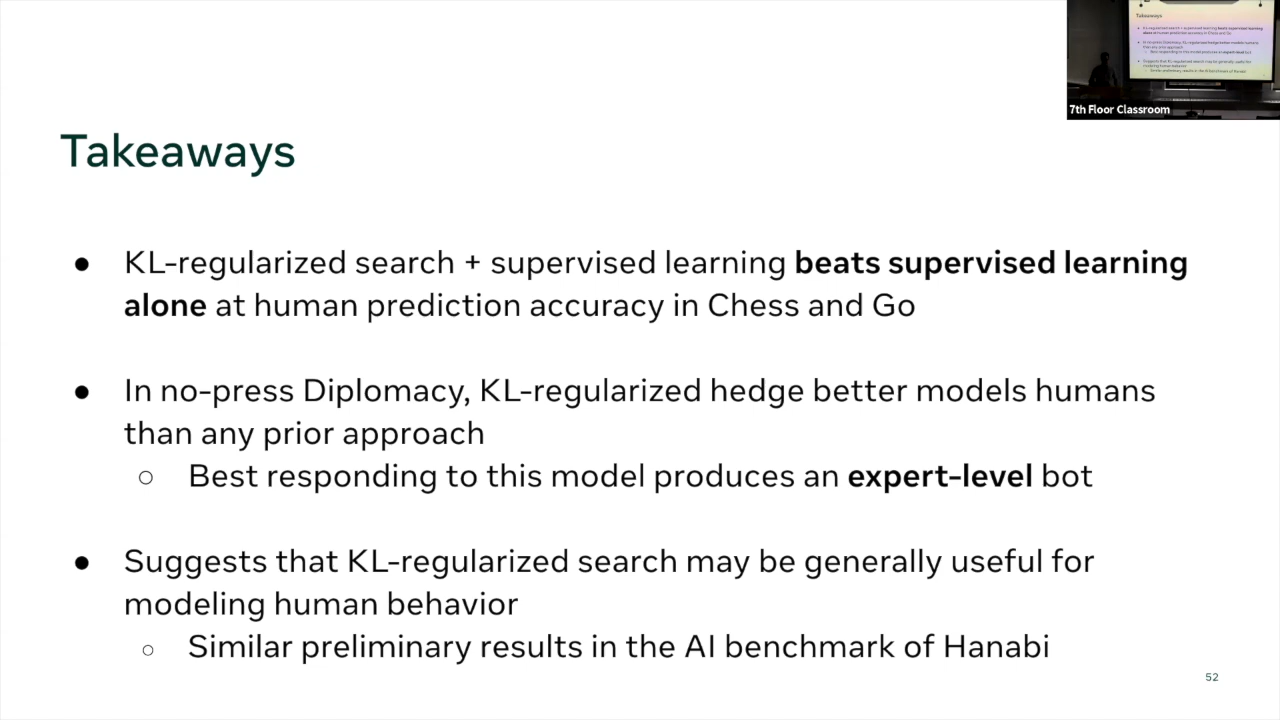 7th Floor Classroom
Takeaways
● KL-regularized search + supervised learning beats supervised learning
alone at human prediction accuracy in Chess and Go
● In no-press Diplomacy, KL-regularized hedge better models humans
than any prior approach
○ Best responding to this model produces an expert-level bot
● Suggests that KL-regularized search may be generally useful for
modeling human behavior
○ Similar preliminary results in the AI benchmark of Hanabi
52